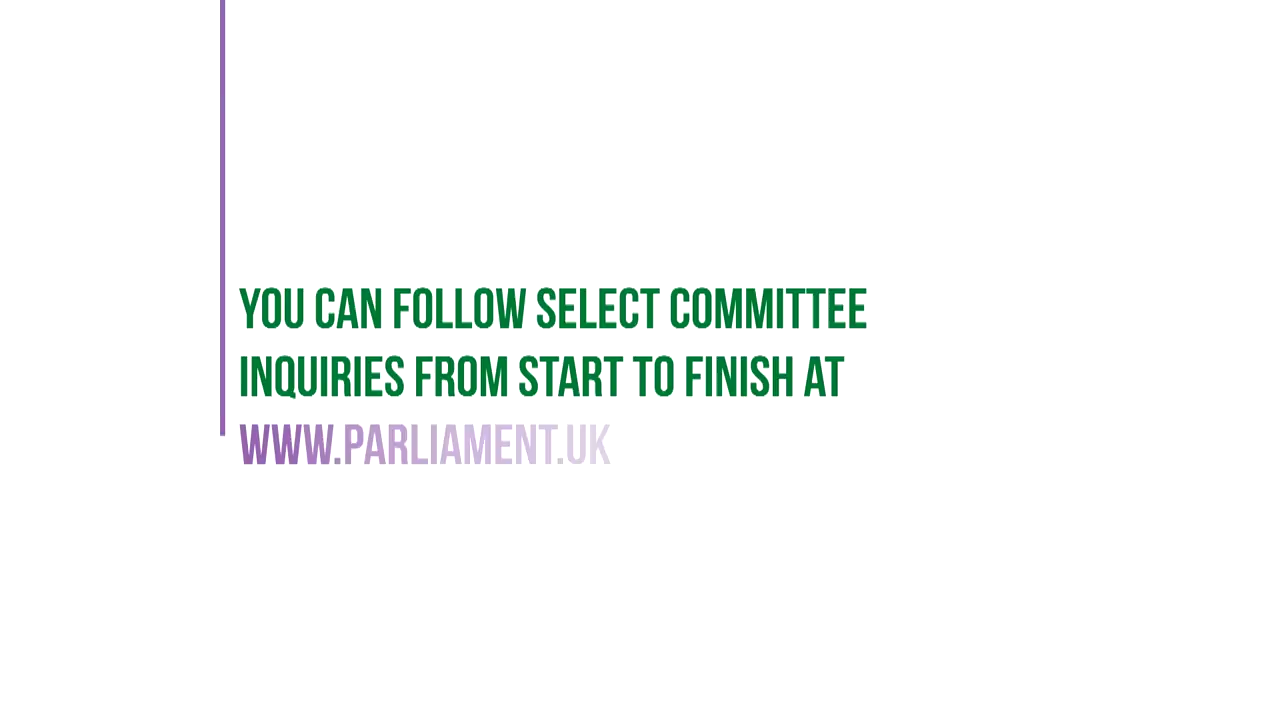 YOU CAN FOLLOW SELECT COMMITTEE
INQUIRIES FROM START TO FINISH AT
WWW.PARLIAMENT.UK